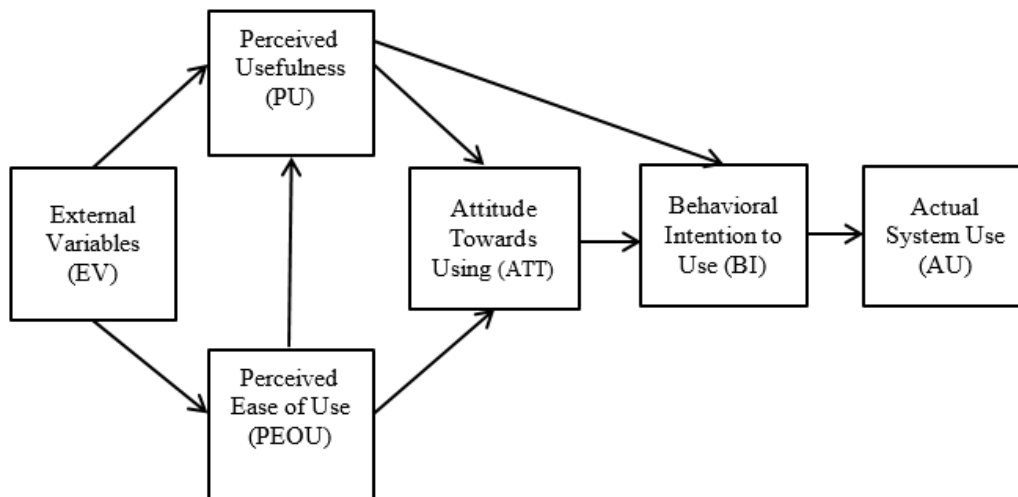 Perceived
Usefulness
(PU)
External
Variables
(EV)
Attitude
Towards
Using (ATT)
Behavioral
Intention to
Use (BI)
Actual
System Use
(AU)
Perceived
Ease of Use
(PEOU)